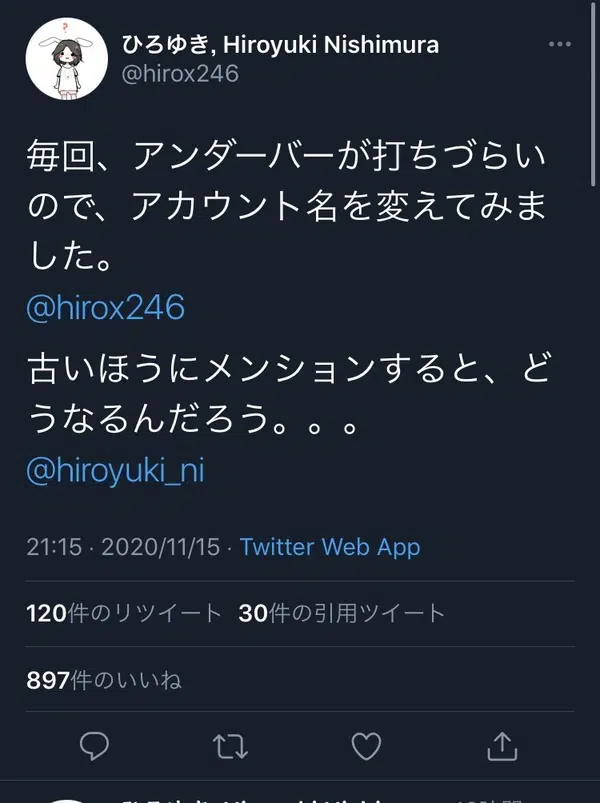 ?
ひろゆき, Hiroyuki Nishimura
@hirox246
毎回、アンダーバーが打ちづらい
ので、アカウント名を変えてみま
した。
@hirox246
古いほうにメンションすると、ど
うなるんだろう。。。
@hiroyuki_ni
21:15 · 2020/11/15 · Twitter Web App
120件のリツイート 30件の引用ツイート
897件のいいね